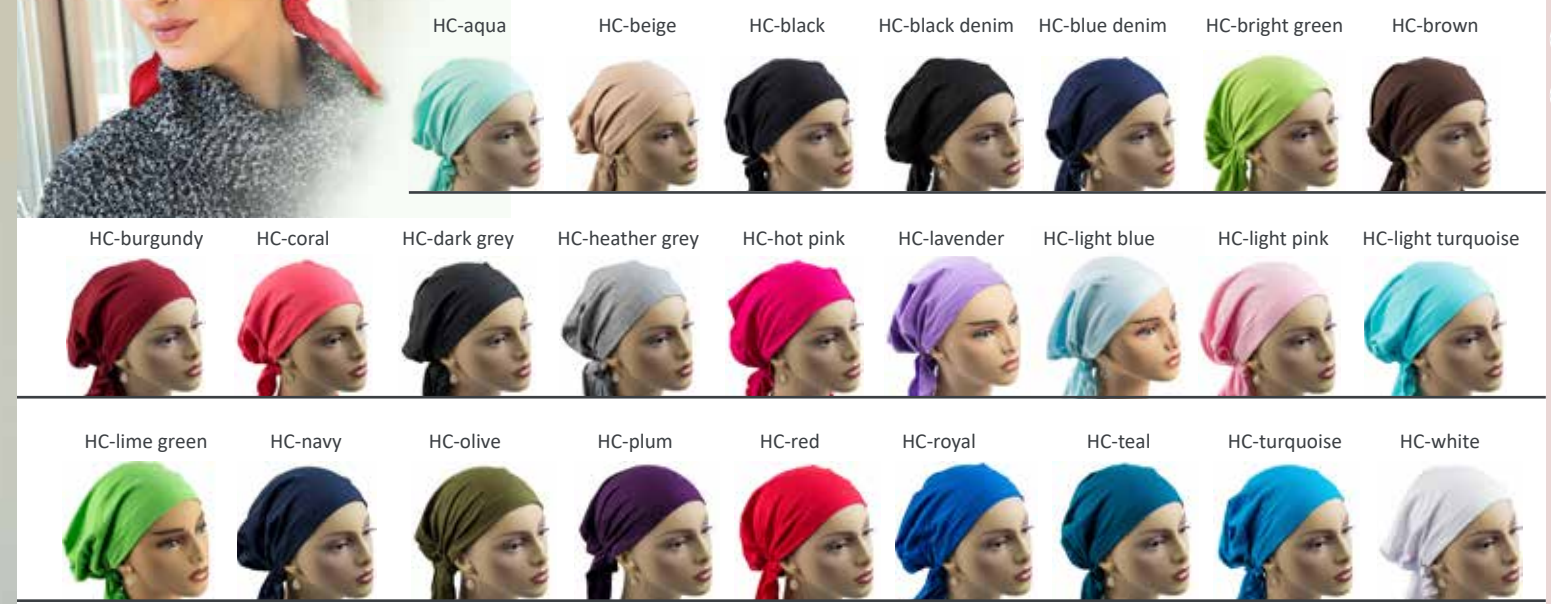 HC-aqua HC-beige HC-black HC-black denim HC-blue denim HC-bright green HC-brown
HC-burgundy HC-coral HC-dark grey HC-heather grey HC-hot pink HC-lavender HC-light blue HC-light pink HC-light turquoise
HC-lime green HC-navy HC-olive HC-plum HC-red HC-royal HC-teal HC-turquoise HC-white